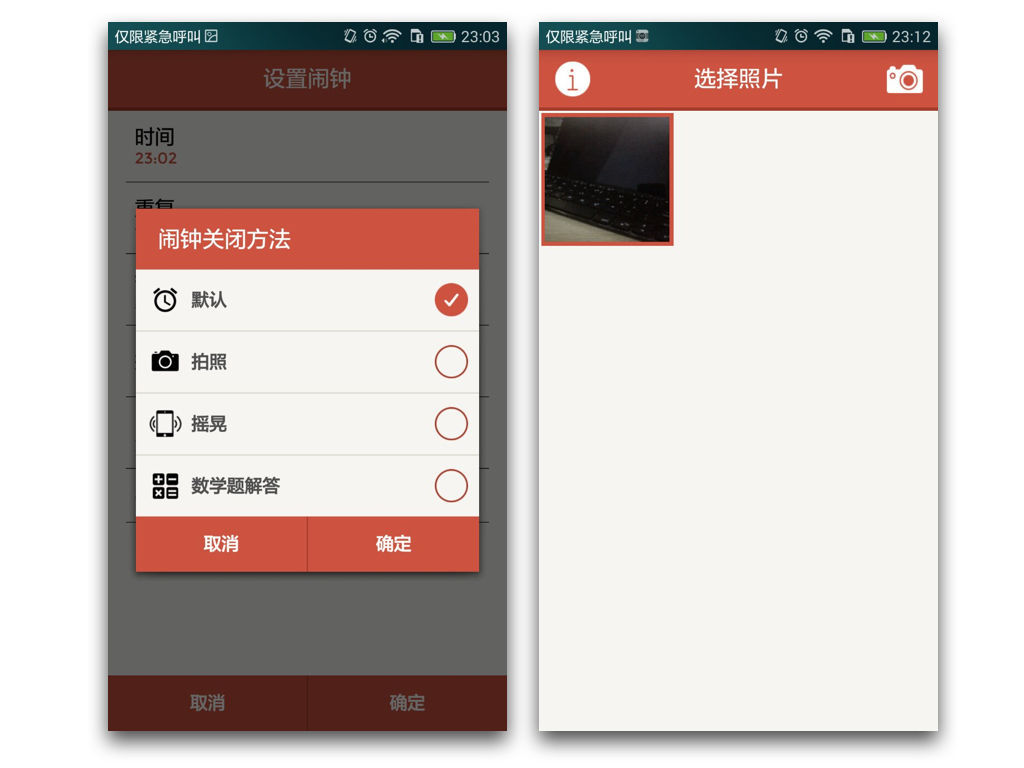 仅限紧急呼叫 23:03
设置闹钟
时间
23:02
重复
闹钟关闭方法
默认
拍照
摇晃
数学题解答
取消 确定
取消 确定
仅限紧急呼叫 23:12
选择照片